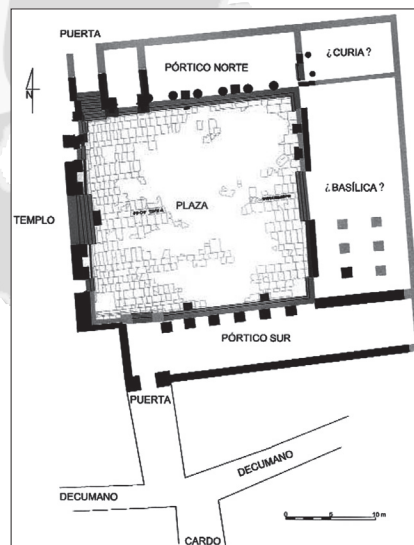 PUERTA
PÓRTICO NORTE
¿CURIA?
N
¿BASÍLICA?
TEMPLO
PLAZA
PÓRTICO SUR
PUERTA
DECUMANO
DECUMANO
CARDO
0 5 10 m